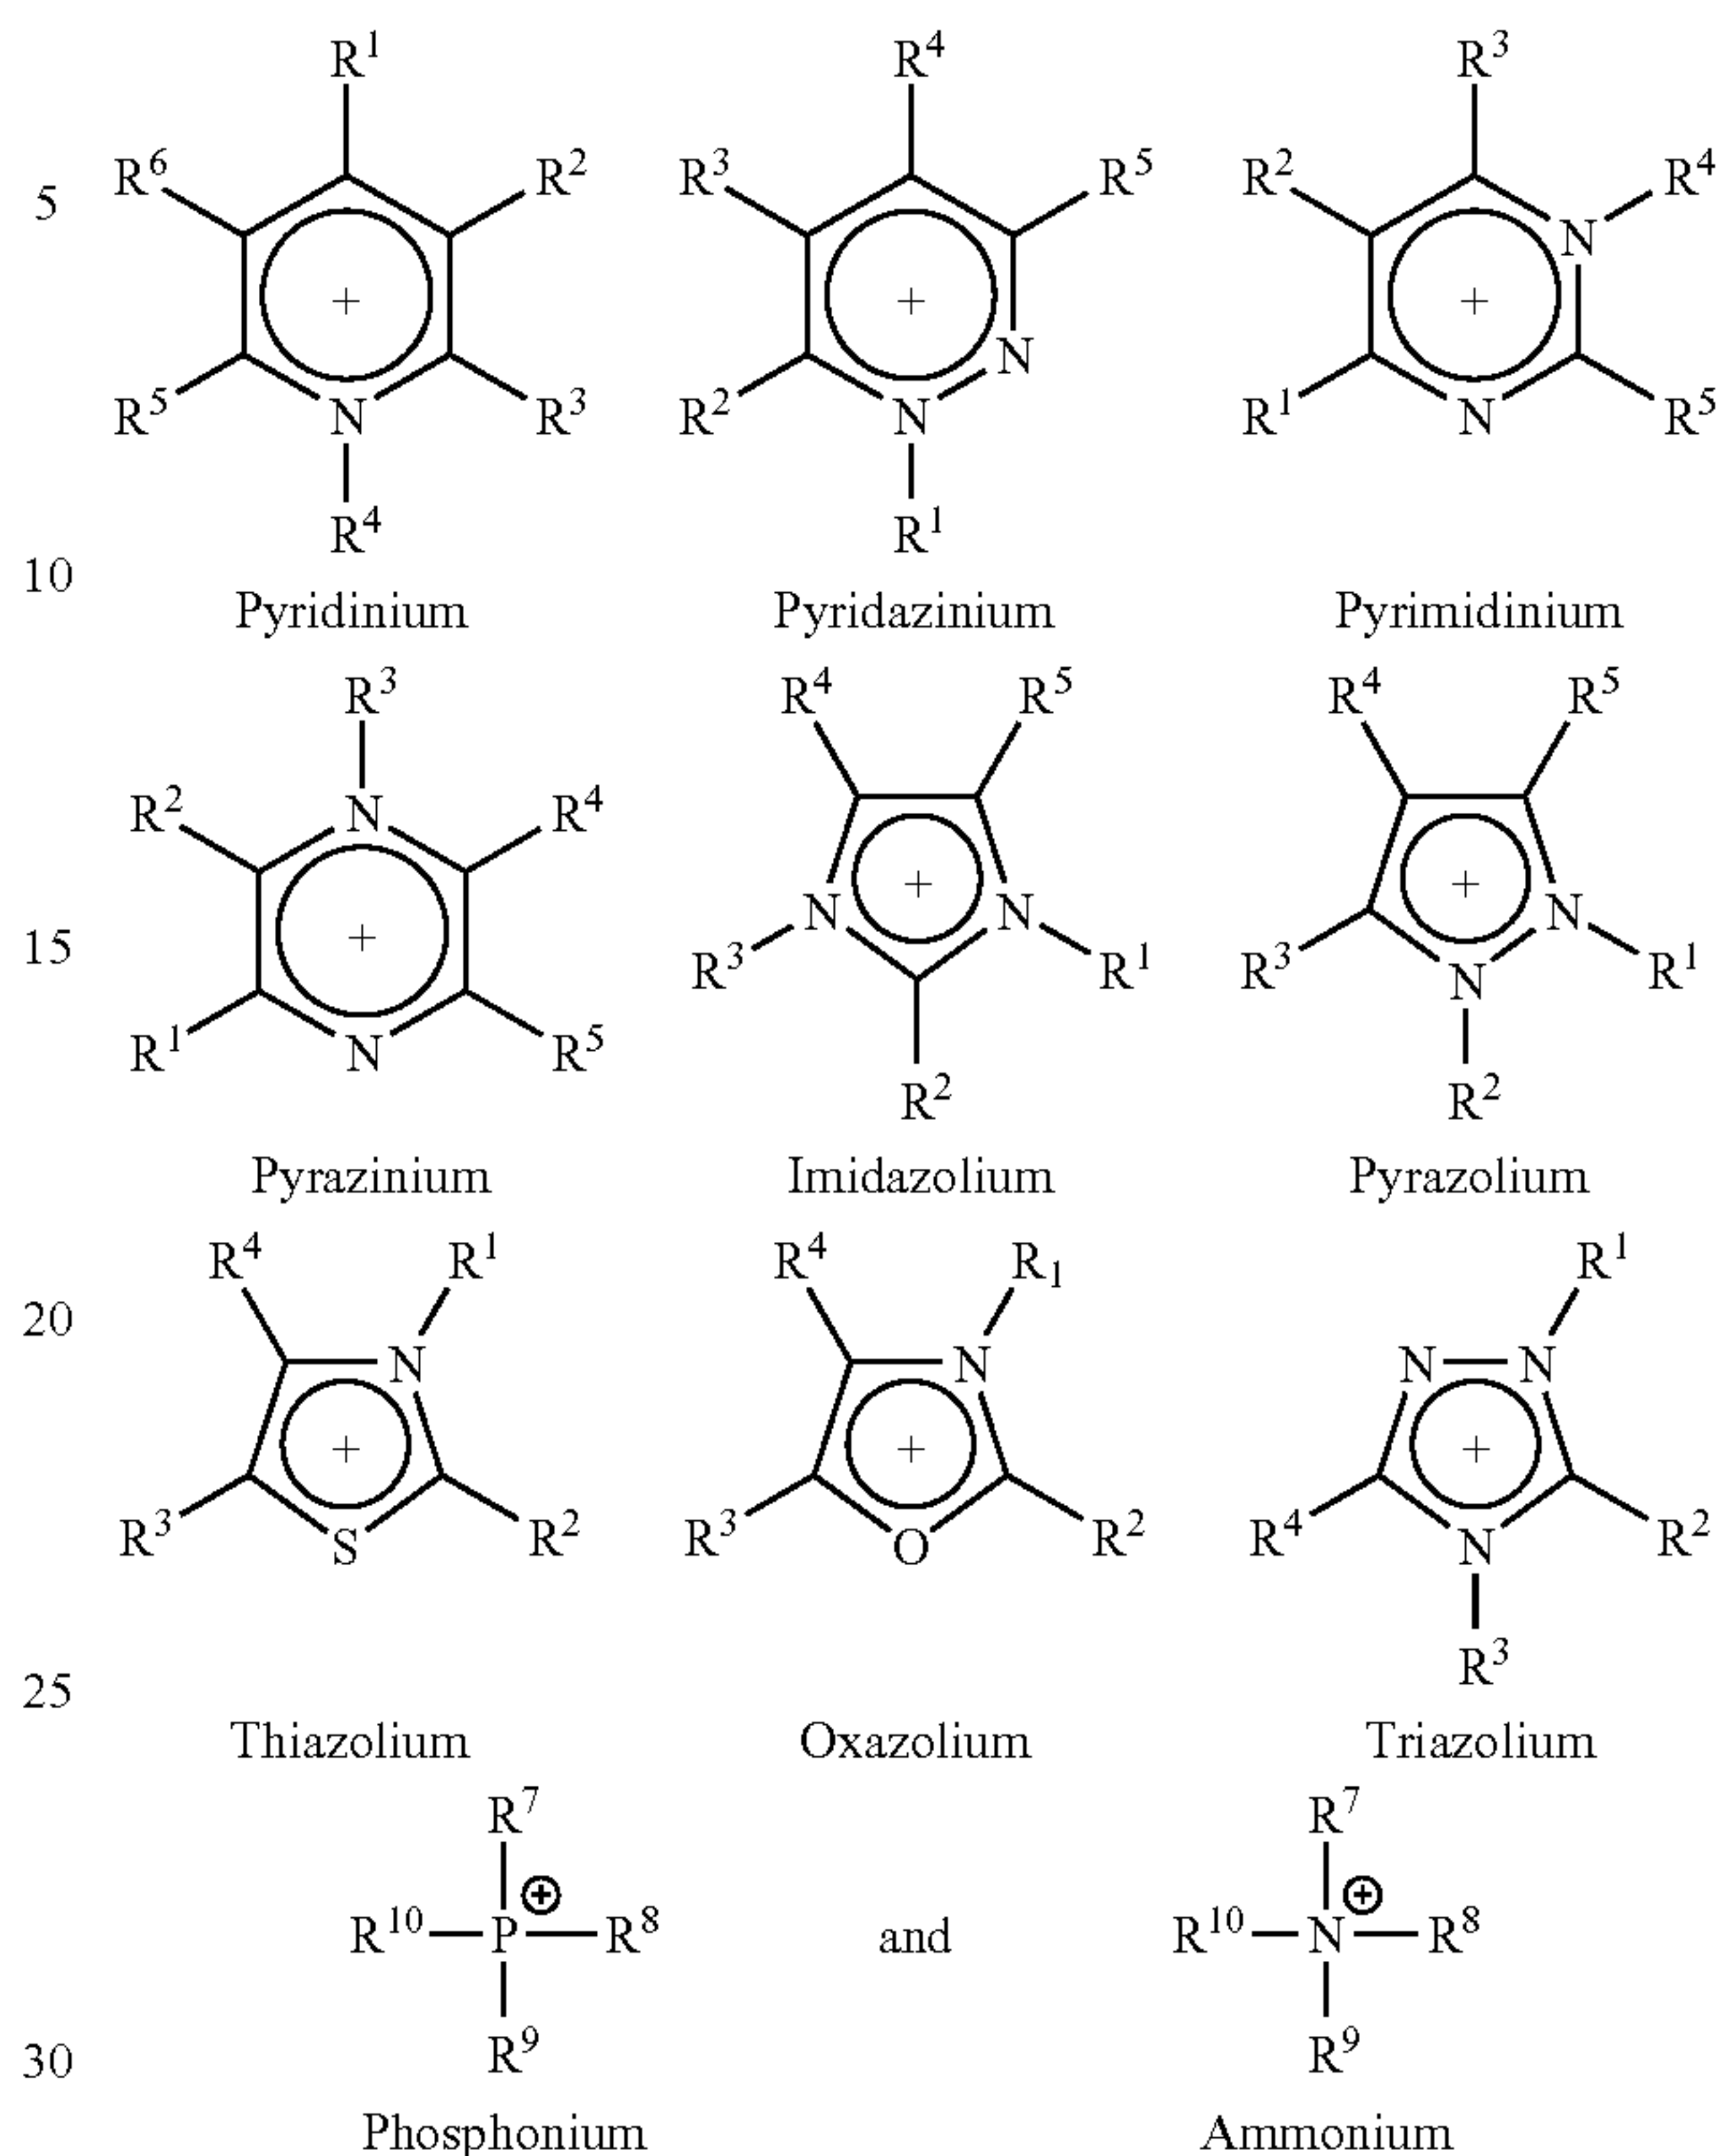 R¹ R⁴ R³
5 R⁶ R² R³ R⁵ R² R⁴
+ + +
N
N
R⁵ N R³ R² N R¹ N R⁵
R⁴ R¹
10
Pyridinium Pyridazinium Pyrimidinium
R³ R⁴ R⁵ R⁴ R⁵
R² N R⁴
+ + +
15 N N N
R³ R¹ R³ N R¹
R¹ N R⁵
R² R²
Pyrazinium Imidazolium Pyrazolium
R⁴ R¹ R⁴ R₁ R¹
20
N N N N
+ + +
R³ S R² R³ O R² R⁴ N R²
R³
25
Thiazolium Oxazolium Triazolium
R⁷ R⁷
⊕ ⊕
R¹⁰ P R⁸ and R¹⁰ N R⁸
30 R⁹ R⁹
Phosphonium Ammonium